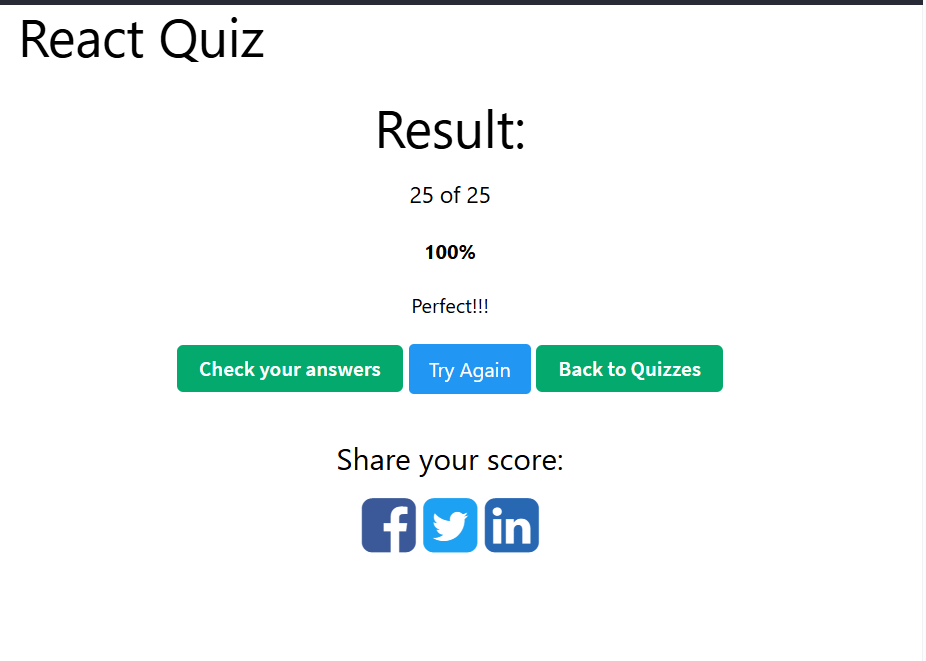 React Quiz
Result:
25 of 25
100%
Perfect!!!
Check your answers Try Again Back to Quizzes
Share your score:
f in